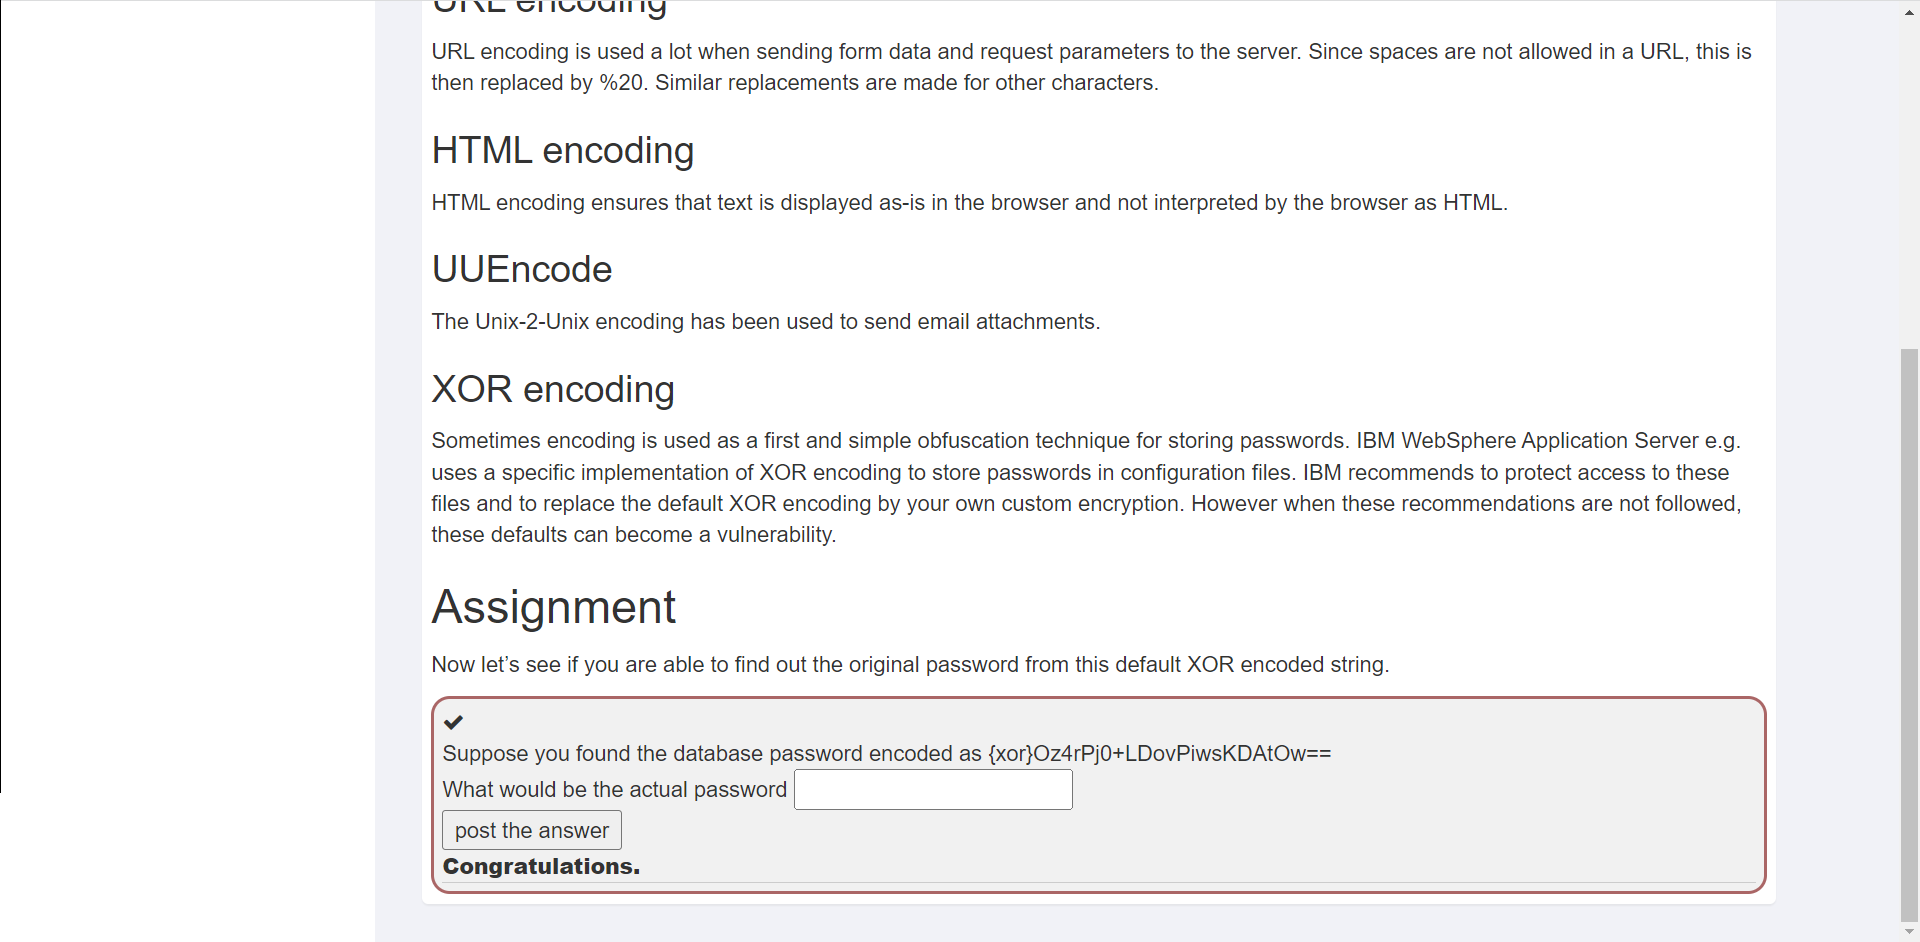 URL encoding
URL encoding is used a lot when sending form data and request parameters to the server. Since spaces are not allowed in a URL, this is
then replaced by %20. Similar replacements are made for other characters.
HTML encoding
HTML encoding ensures that text is displayed as-is in the browser and not interpreted by the browser as HTML.
UUEncode
The Unix-2-Unix encoding has been used to send email attachments.
XOR encoding
Sometimes encoding is used as a first and simple obfuscation technique for storing passwords. IBM WebSphere Application Server e.g.
uses a specific implementation of XOR encoding to store passwords in configuration files. IBM recommends to protect access to these
files and to replace the default XOR encoding by your own custom encryption. However when these recommendations are not followed,
these defaults can become a vulnerability.
Assignment
Now let’s see if you are able to find out the original password from this default XOR encoded string.
Suppose you found the database password encoded as {xor}Oz4rPj0+LDovPiwsKDAtOw==
What would be the actual password
post the answer
Congratulations.